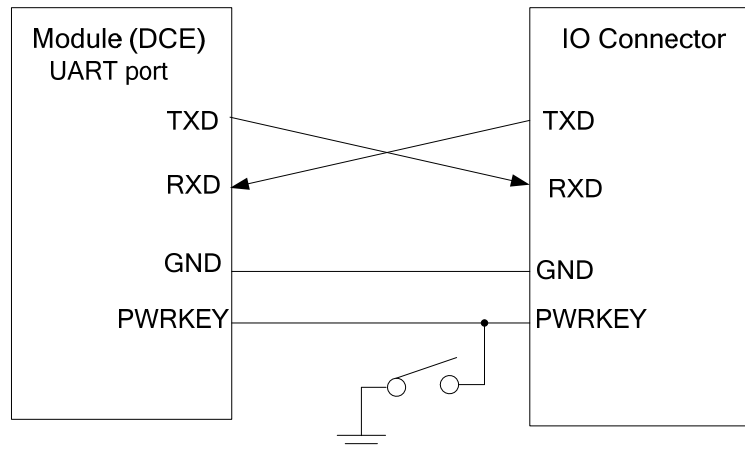 Module (DCE)
UART port
TXD
RXD
GND
PWRKEY
IO Connector
TXD
RXD
GND
PWRKEY